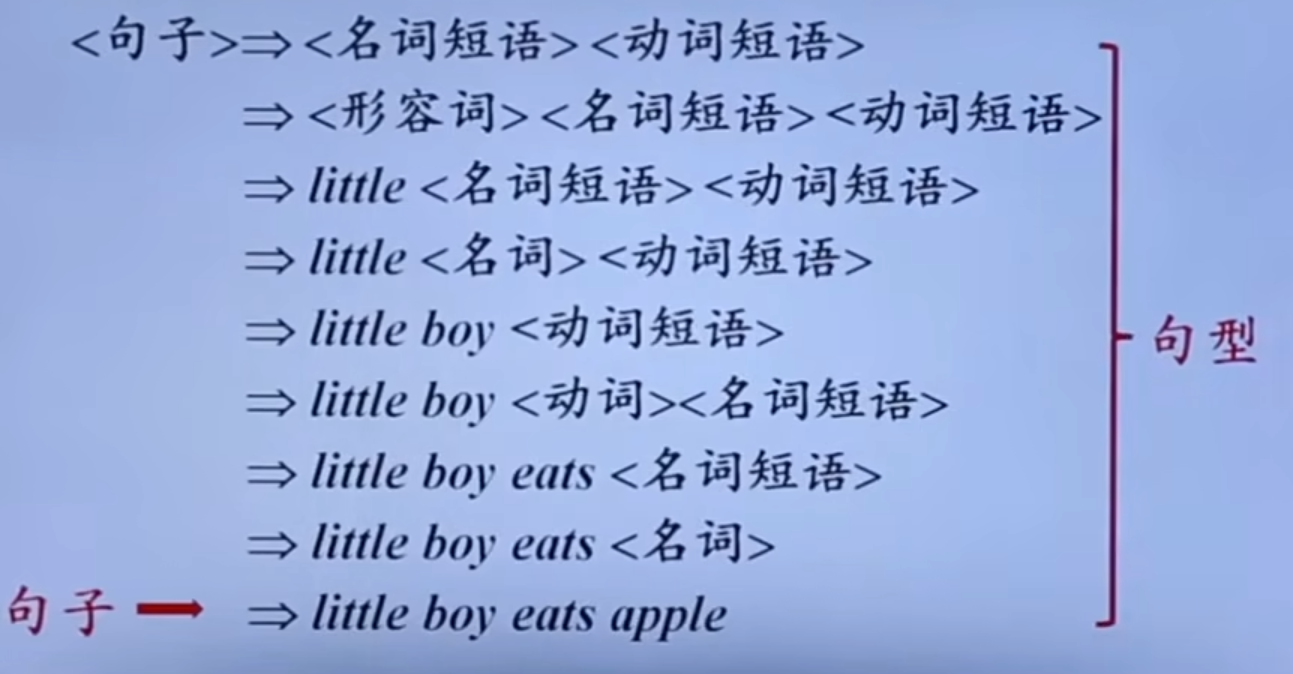 <句子>⇒<名词短语><动词短语>
⇒<形容词><名词短语><动词短语>
⇒little <名词短语><动词短语>
⇒little <名词><动词短语>
⇒little boy <动词短语>
⇒little boy <动词><名词短语>
⇒little boy eats <名词短语>
⇒little boy eats <名词>
⇒little boy eats apple
句型
句子